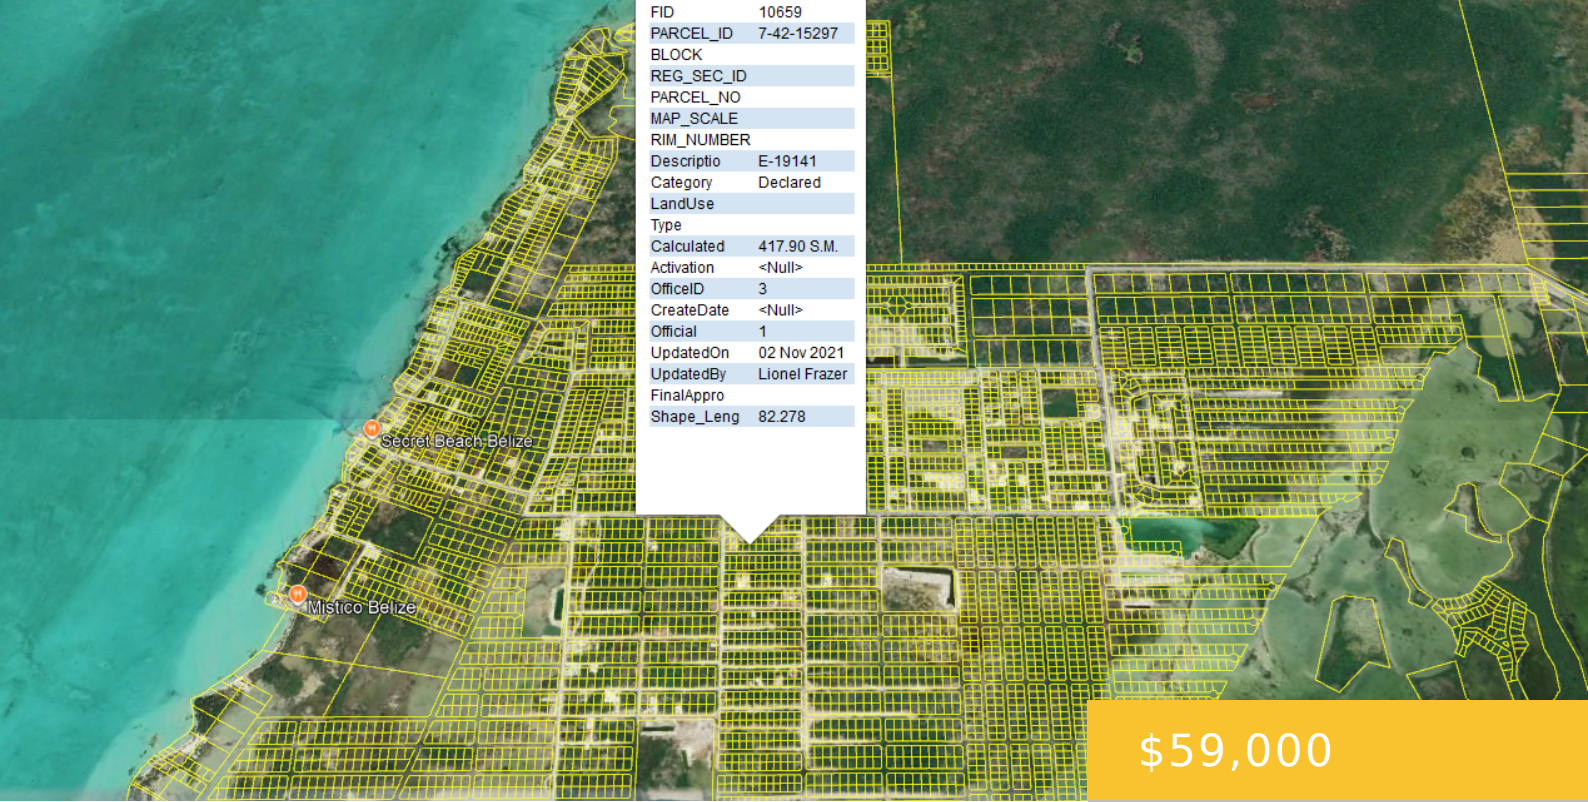 FID 10659
PARCEL_ID 7-42-15297
BLOCK
REG_SEC_ID
PARCEL_NO
MAP_SCALE
RIM_NUMBER
Descriptio E-19141
Category Declared
LandUse
Type
Calculated 417.90 S.M.
Activation <Null>
OfficeID 3
CreateDate <Null>
Official 1
UpdatedOn 02 Nov 2021
UpdatedBy Lionel Frazer
FinalAppro
Shape_Leng 82.278
Secret Beach Belize
Mistico Belize
$59,000